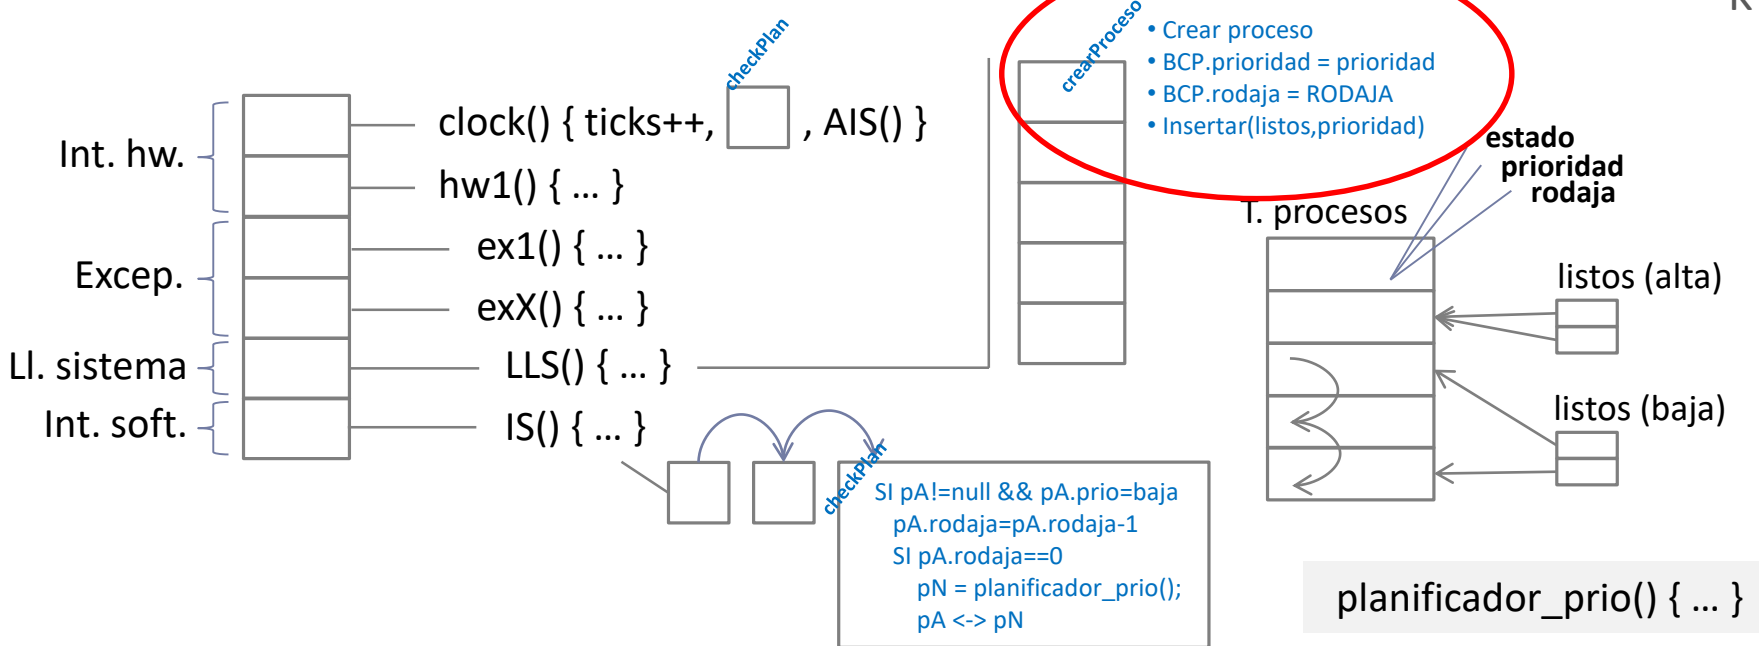 checkPlan
crearProceso
• Crear proceso
• BCP.prioridad = prioridad
• BCP.rodaja = RODAJA
• Insertar(listos,prioridad)
Int. hw.
clock() { ticks++, , AIS() }
hw1() { ... }
estado
prioridad
rodaja
T. procesos
Excep.
ex1() { ... }
exX() { ... }
listos (alta)
Ll. sistema
LLS() { ... }
Int. soft.
IS() { ... }
listos (baja)
checkPlan
SI pA!=null && pA.prio=baja
pA.rodaja=pA.rodaja-1
SI pA.rodaja==0
pN = planificador_prio();
pA <-> pN
planificador_prio() { ... }